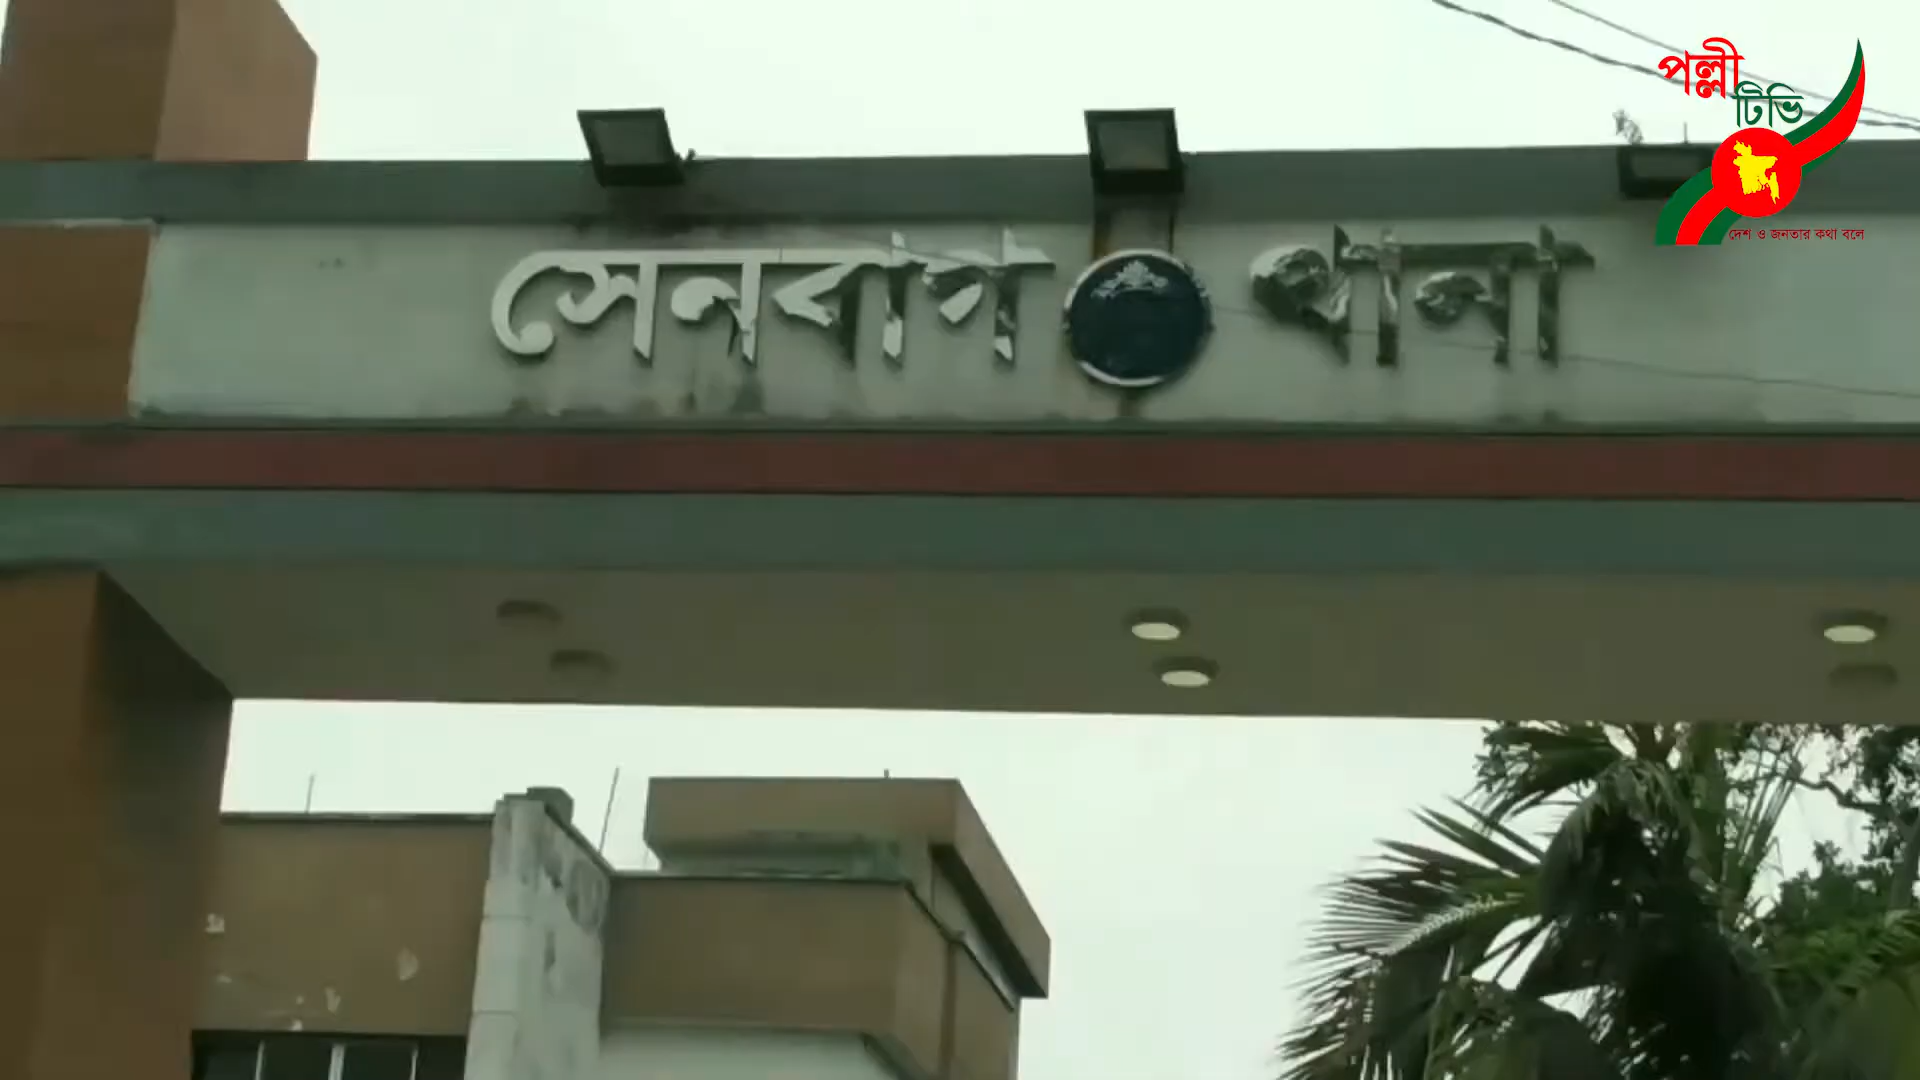 পল্লী
টিভি
দেশ ও জনতার কথা বলে
সেনবাগ থানা